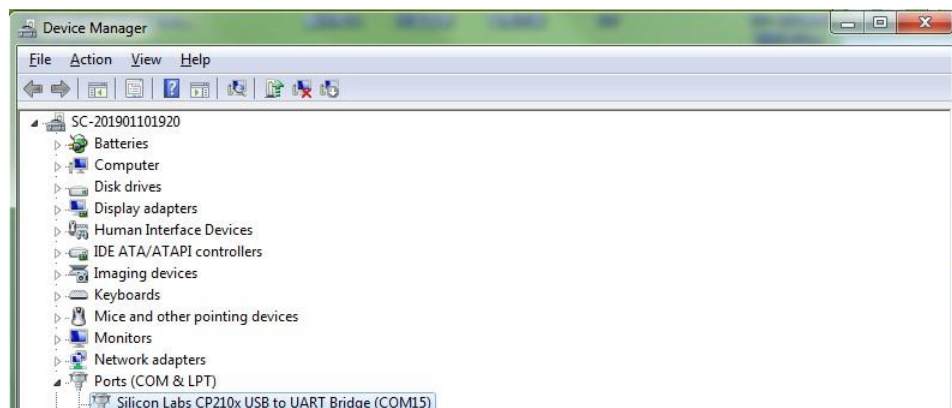 Device Manager
File Action View Help
SC-201901101920
Batteries
Computer
Disk drives
Display adapters
Human Interface Devices
IDE ATA/ATAPI controllers
Imaging devices
Keyboards
Mice and other pointing devices
Monitors
Network adapters
Ports (COM & LPT)
Silicon Labs CP210x USB to UART Bridge (COM15)